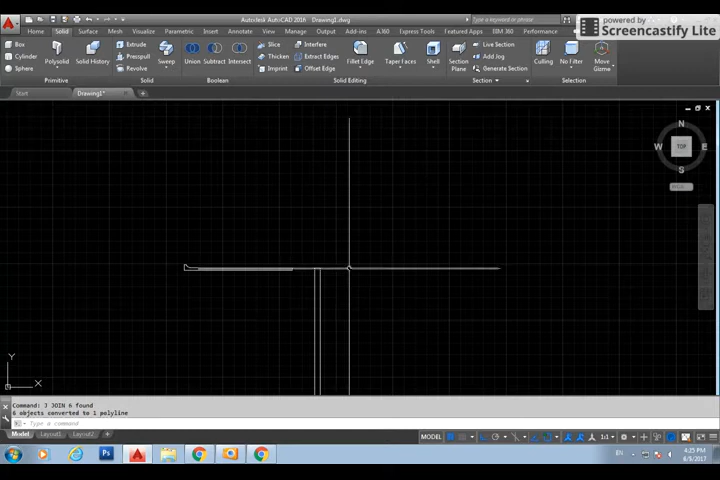 powered by
Screencastify Lite
Autodesk AutoCAD 2016 Drawing1.dwg
Type a keyword or phrase
Home Solid Surface Mesh Visualize Parametric Insert Annotate View Manage Output Add-ins A360 Express Tools Featured Apps BIM 360 Performance
Box
Cylinder
Sphere
Polysolid
Solid History
Extrude
Presspull
Revolve
Sweep
Union Subtract Intersect
Slice
Thicken
Imprint
Interfere
Extract Edges
Offset Edge
Fillet Edge
Taper Faces
Shell
Section
Plane
Live Section
Add Jog
Generate Section
Culling
No Filter
Move
Gizmo
Primitive Solid Boolean Solid Editing Section Selection
Start Drawing1*
N
W TOP E
S
Y
X
Command: J JOIN 6 found
6 objects converted to 1 polyline
Type a command
Model Layout1 Layout2
MODEL 1:1
Ps
EN
4:25 PM
8/5/2017